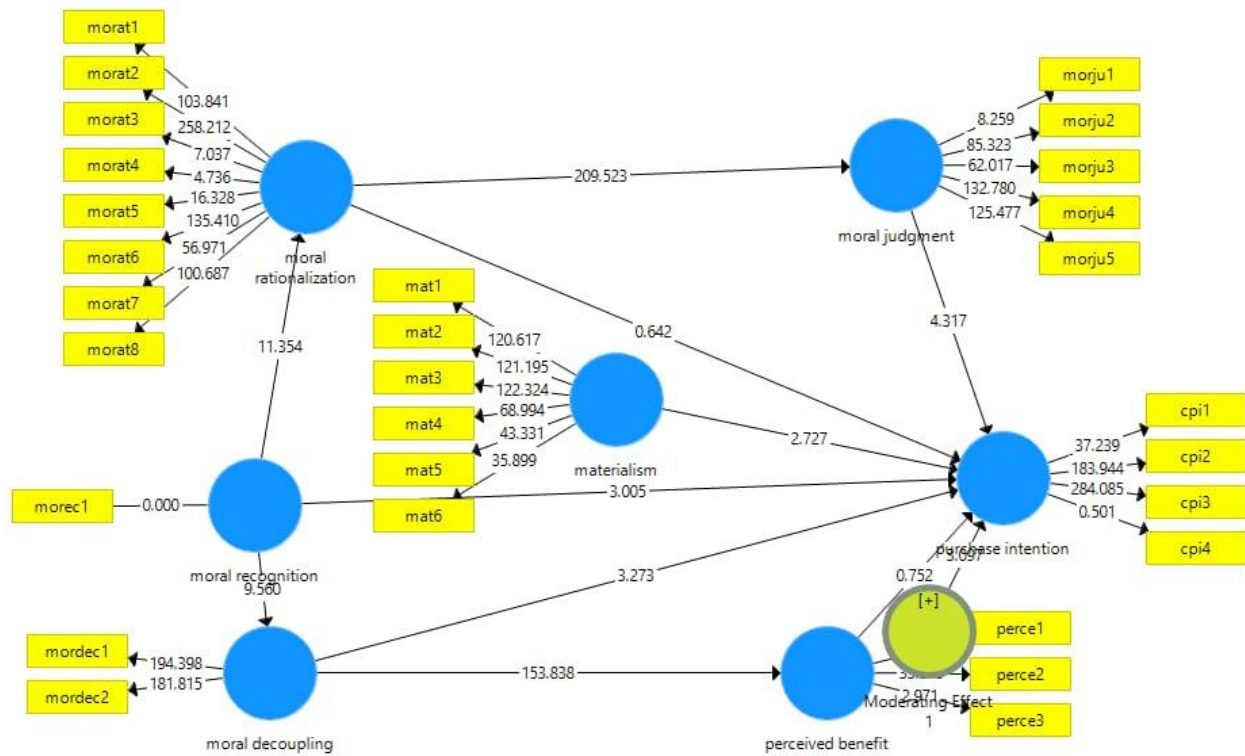 morat1
morat2
morat3
morat4
morat5
morat6
morat7
morat8
103.841
258.212
7.037
4.736
16.328
135.410
56.971
100.687
moral
rationalization
209.523
morju1
morju2
morju3
morju4
morju5
8.259
85.323
62.017
132.780
125.477
moral judgment
mat1
mat2
mat3
mat4
mat5
mat6
120.617
121.195
122.324
68.994
43.331
35.899
materialism
11.354
0.642
4.317
2.727
3.005
morec1
0.000
moral recognition
9.560
cpi1
cpi2
cpi3
cpi4
37.239
183.944
284.085
0.501
purchase intention
3.273
0.752
[+]
mordec1
mordec2
194.398
181.815
moral decoupling
153.838
perce1
perce2
perce3
2.971
Moderating Effect
1
perceived benefit